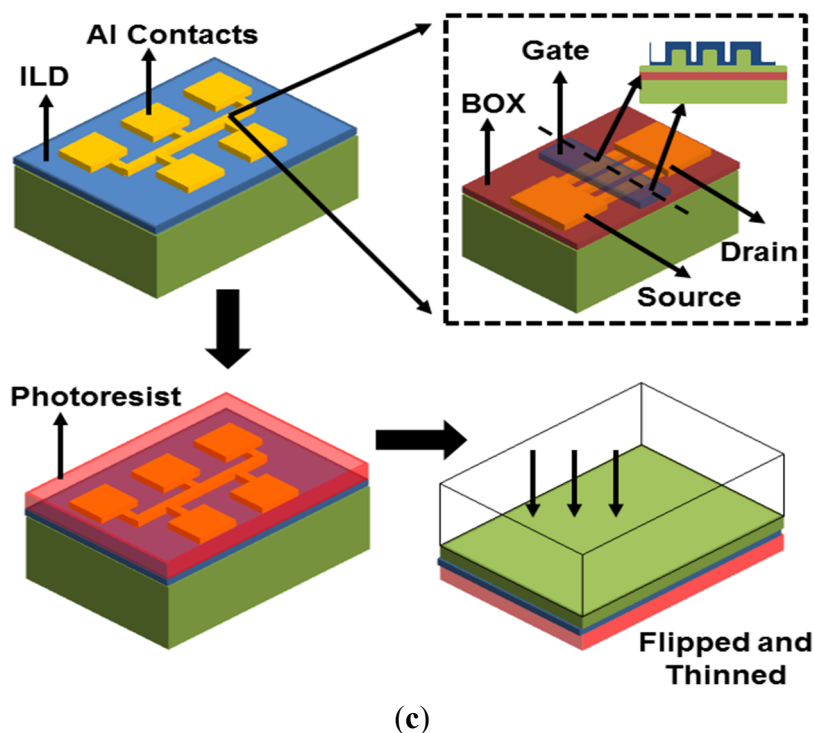 Al Contacts
ILD
Gate
BOX
Drain
Source
Photoresist
Flipped and
Thinned
(c)